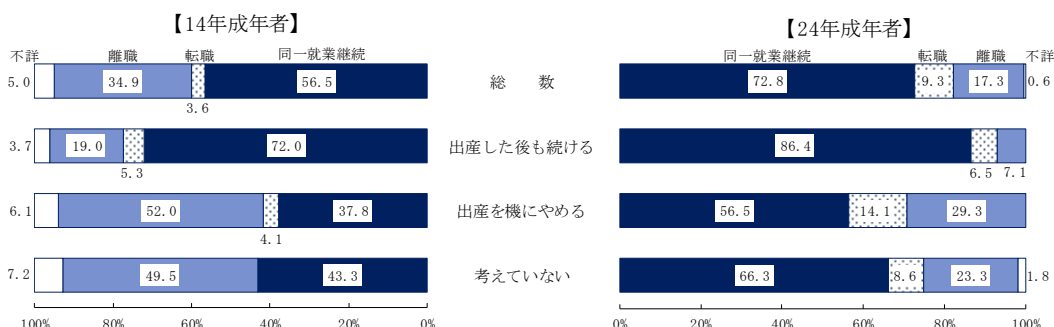 【14年成年者】
【24年成年者】
不詳 離職 転職 同一就業継続
同一就業継続 転職 離職 不詳
5.0 34.9 3.6 56.5 総 数 72.8 9.3 17.3 0.6
3.7 19.0 5.3 72.0 出産した後も続ける 86.4 6.5 7.1
6.1 52.0 4.1 37.8 出産を機にやめる 56.5 14.1 29.3
7.2 49.5 43.3 考えていない 66.3 8.6 23.3 1.8
100% 80% 60% 40% 20% 0%
0% 20% 40% 60% 80% 100%